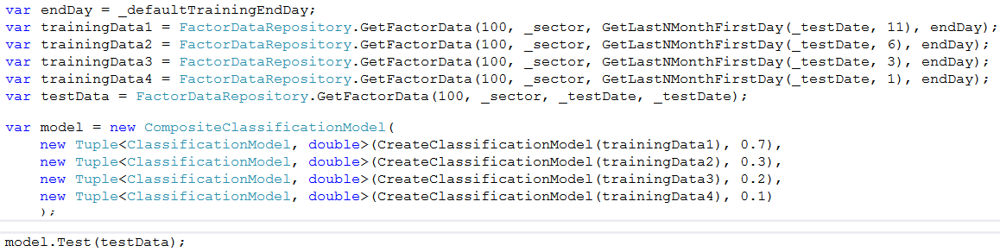 var endDay = _defaultTrainingEndDay;
var trainingData1 = FactorDataRepository.GetFactorData(100, _sector, GetLastNMonthFirstDay(_testDate, 11), endDay);
var trainingData2 = FactorDataRepository.GetFactorData(100, _sector, GetLastNMonthFirstDay(_testDate, 6), endDay);
var trainingData3 = FactorDataRepository.GetFactorData(100, _sector, GetLastNMonthFirstDay(_testDate, 3), endDay);
var trainingData4 = FactorDataRepository.GetFactorData(100, _sector, GetLastNMonthFirstDay(_testDate, 1), endDay);
var testData = FactorDataRepository.GetFactorData(100, _sector, _testDate, _testDate);
var model = new CompositeClassificationModel(
new Tuple<ClassificationModel, double>(CreateClassificationModel(trainingData1), 0.7),
new Tuple<ClassificationModel, double>(CreateClassificationModel(trainingData2), 0.3),
new Tuple<ClassificationModel, double>(CreateClassificationModel(trainingData3), 0.2),
new Tuple<ClassificationModel, double>(CreateClassificationModel(trainingData4), 0.1)
);
model.Test(testData);